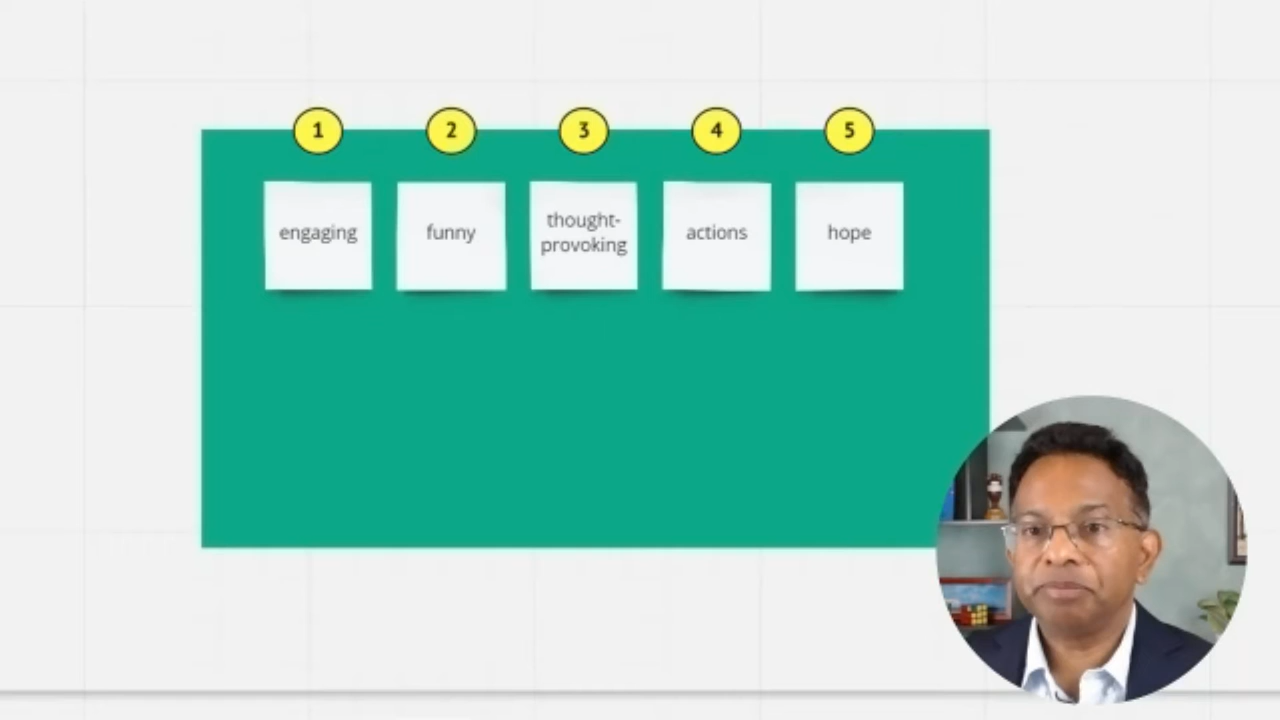 1 2 3 4 5
engaging
funny
thought-
provoking
actions
hope